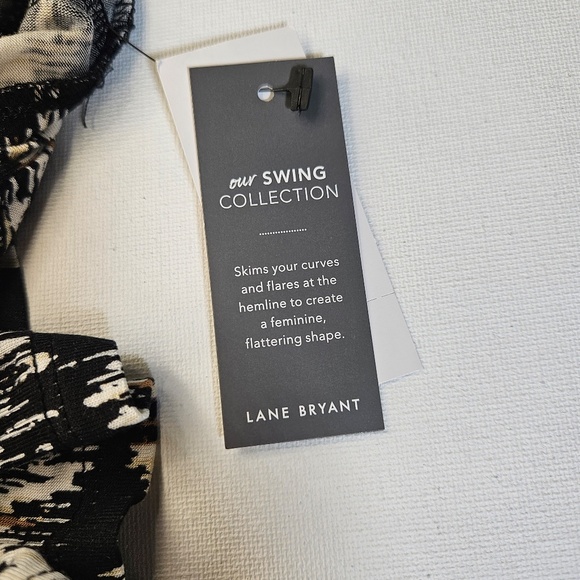 our SWING
COLLECTION
Skims your curves
and flares at the
hemline to create
a feminine,
flattering shape.
LANE BRYANT